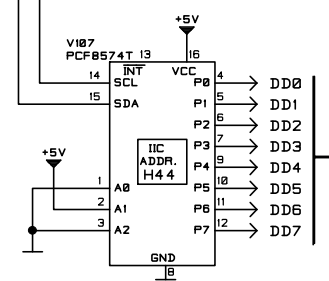 +5V
V107
PCF8574T 13 16
INT VCC
14 SCL P0 4 DD0
15 SDA P1 5 DD1
P2 6 DD2
P3 7 DD3
IIC
ADDR.
H44
+5V
P4 9 DD4
1 A0 P5 10 DD5
2 A1 P6 11 DD6
3 A2 P7 12 DD7
GND
8